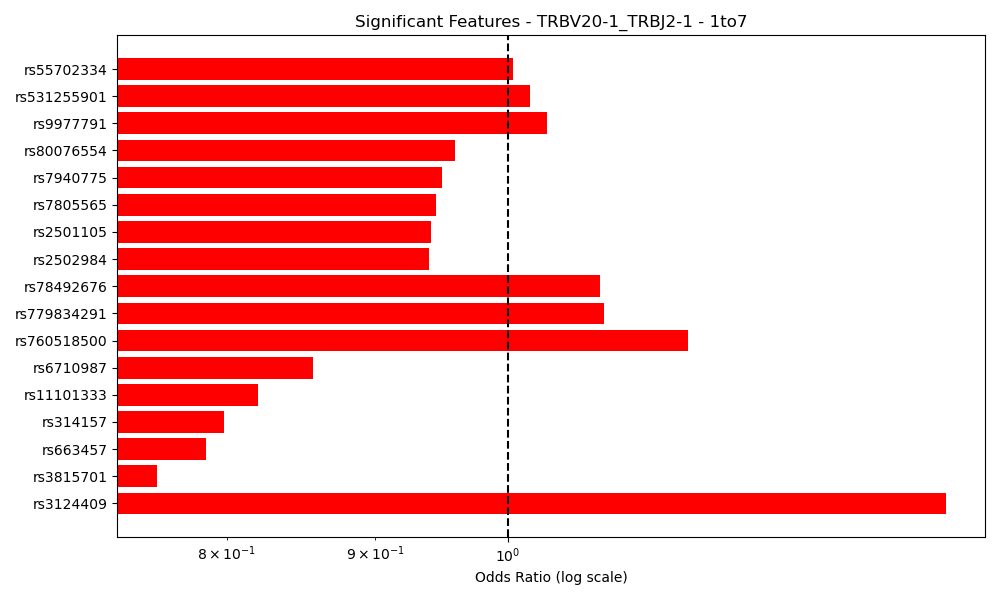 Significant Features - TRBV20-1_TRBJ2-1 - 1to7
rs55702334
rs531255901
rs9977791
rs80076554
rs7940775
rs7805565
rs2501105
rs2502984
rs78492676
rs779834291
rs760518500
rs6710987
rs11101333
rs314157
rs663457
rs3815701
rs3124409
8 × 10⁻¹ 9 × 10⁻¹ 10⁰
Odds Ratio (log scale)